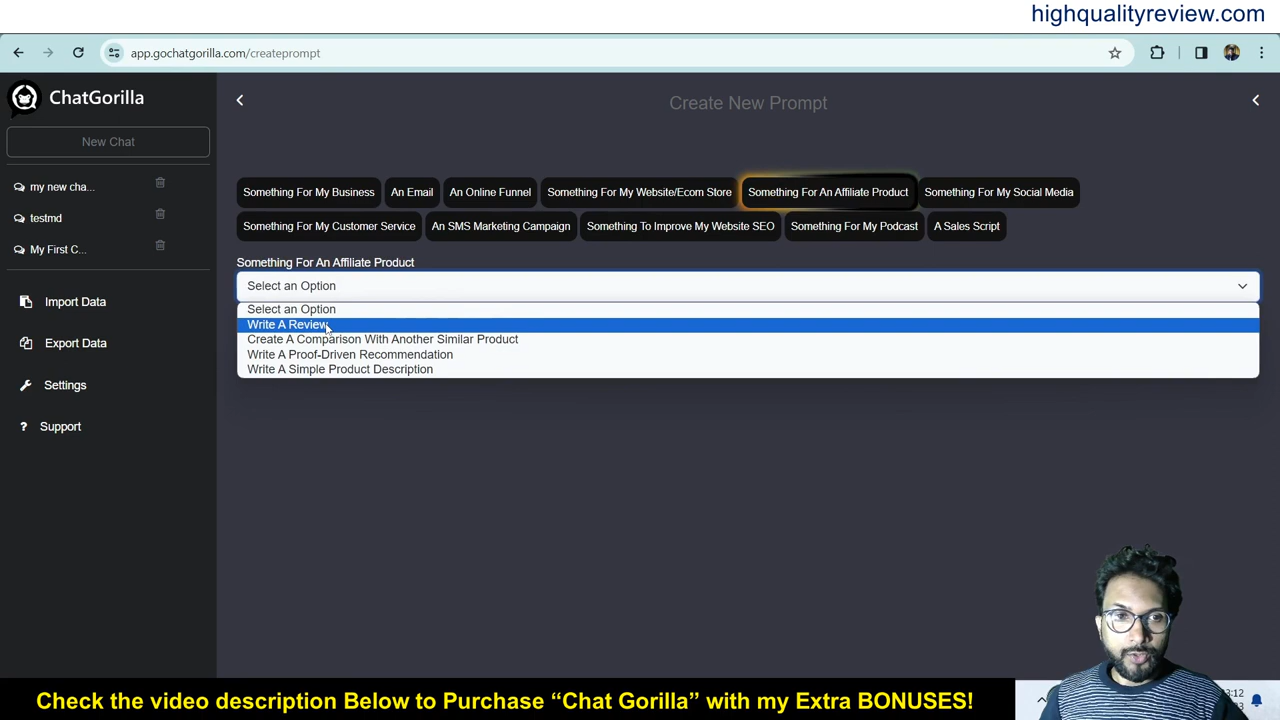 highqualityreview.com
app.gochatgorilla.com/createprompt
ChatGorilla
New Chat
my new cha...
testmd
My First C...
Import Data
Export Data
Settings
? Support
Create New Prompt
Something For My Business
An Email
An Online Funnel
Something For My Website/Ecom Store
Something For An Affiliate Product
Something For My Social Media
Something For My Customer Service
An SMS Marketing Campaign
Something To Improve My Website SEO
Something For My Podcast
A Sales Script
Something For An Affiliate Product
Select an Option
Select an Option
Write A Review
Create A Comparison With Another Similar Product
Write A Proof-Driven Recommendation
Write A Simple Product Description
Check the video description Below to Purchase “Chat Gorilla” with my Extra BONUSES!